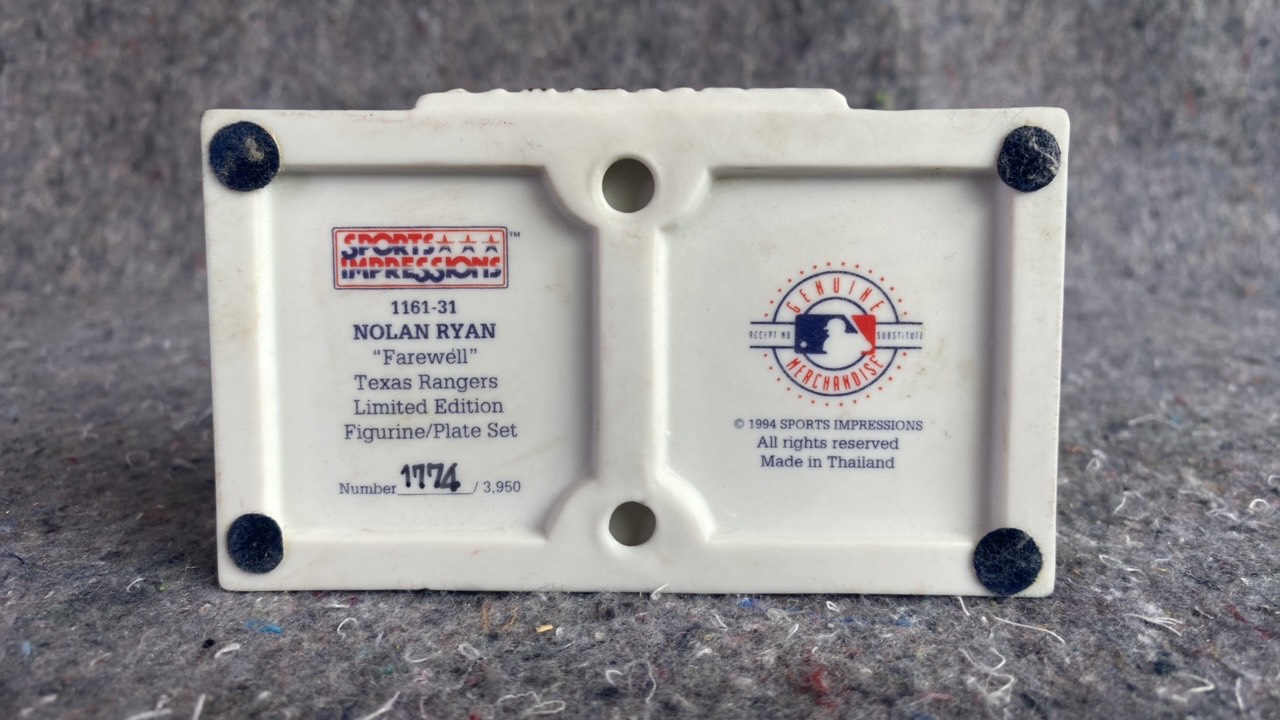 SPORTS
IMPRESSIONS
™
1161-31
NOLAN RYAN
“Farewell”
Texas Rangers
Limited Edition
Figurine/Plate Set
Number 1774 / 3,950
GENUINE
ACCEPT NO SUBSTITUTE
MERCHANDISE
© 1994 SPORTS IMPRESSIONS
All rights reserved
Made in Thailand